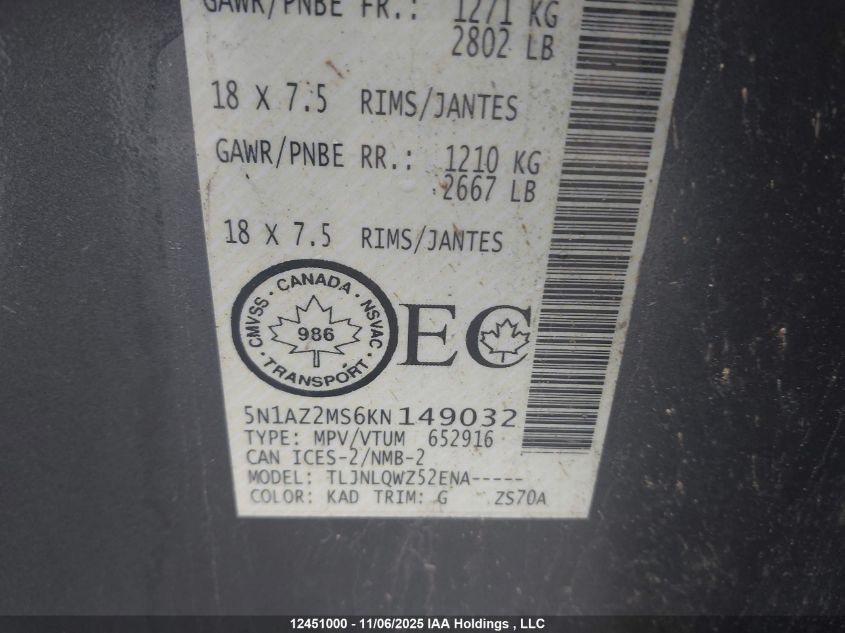 GAWR/PNBE FR.: 1271 KG
2802 LB
18 X 7.5 RIMS/JANTES
GAWR/PNBE RR.: 1210 KG
2667 LB
18 X 7.5 RIMS/JANTES
CMVSS · CANADA · NSVAC · TRANSPORT ·
986
EC
5N1AZ2MS6KN149032
TYPE: MPV/VTUM 652916
CAN ICES-2/NMB-2
MODEL: TLJNLQWZ52ENA-----
COLOR: KAD TRIM: G ZS70A
12451000 - 11/06/2025 IAA Holdings , LLC